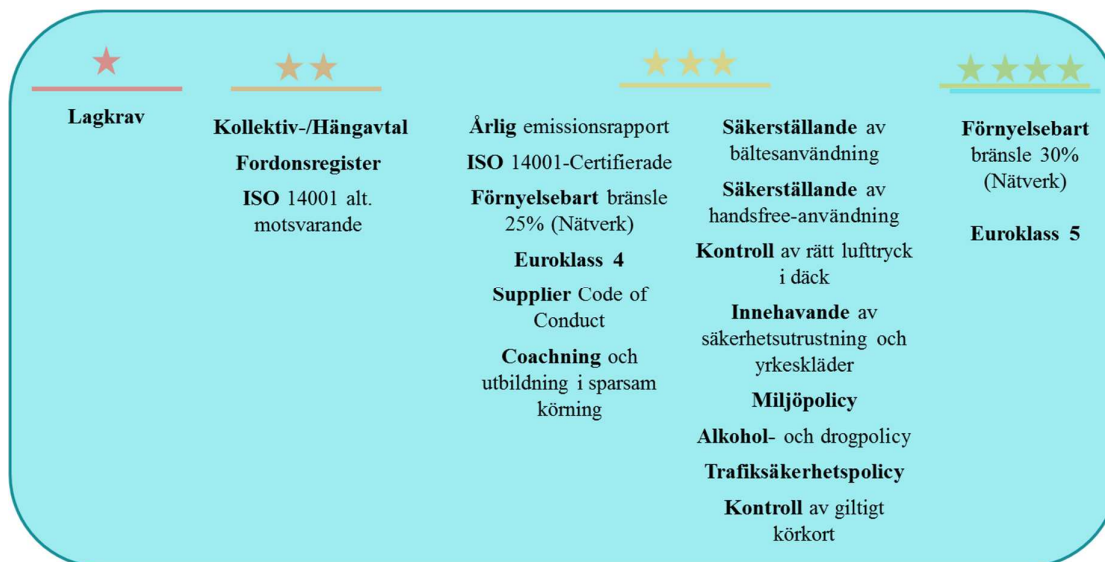 Lagkrav
Kollektiv-/Hängavtal
Fordonsregister
ISO 14001 alt.
motsvarande
Årlig emissionsrapport
ISO 14001-Certifierade
Förnyelsebart bränsle
25% (Nätverk)
Euroklass 4
Supplier Code of
Conduct
Coachning och
utbildning i sparsam
körning
Säkerställande av
bältesanvändning
Säkerställande av
handsfree-användning
Kontroll av rätt lufttryck
i däck
Innehavande av
säkerhetsutrustning och
yrkeskläder
Miljöpolicy
Alkohol- och drogpolicy
Trafiksäkerhetspolicy
Kontroll av giltigt
körkort
Förnyelsebart
bränsle 30%
(Nätverk)
Euroklass 5